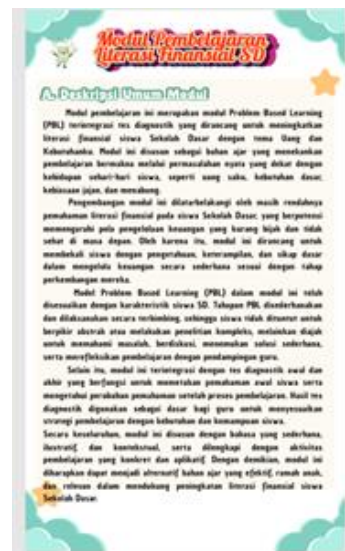 Modul Pembelajaran
Literasi Finansial SD
A. Deskripsi Umum Modul
Modul pembelajaran ini merupakan modul Problem Based Learning
(PBL) terintegrasi tes diagnostik yang dirancang untuk meningkatkan
literasi finansial siswa Sekolah Dasar dengan tema Uang dan
Kebutuhanku. Modul ini disusun sebagai bahan ajar yang menekankan
pembelajaran bermakna melalui permasalahan nyata yang dekat dengan
kehidupan sehari-hari siswa, seperti uang saku, kebutuhan dasar,
kebiasaan jajan, dan menabung.
Pengembangan modul ini dilatarbelakangi oleh masih rendahnya
pemahaman literasi finansial pada siswa Sekolah Dasar, yang berpotensi
memengaruhi pola pengelolaan keuangan yang kurang bijak dan tidak
sehat di masa depan. Oleh karena itu, modul ini dirancang untuk
membekali siswa dengan pengetahuan, keterampilan, dan sikap dasar
dalam mengelola keuangan secara sederhana sesuai dengan tahap
perkembangan mereka.
Model Problem Based Learning (PBL) dalam modul ini telah
disesuaikan dengan karakteristik siswa SD. Tahapan PBL disederhanakan
dan dilaksanakan secara terbimbing, sehingga siswa tidak dituntut untuk
berpikir abstrak atau melakukan penelitian kompleks, melainkan diajak
untuk memahami masalah, berdiskusi, menemukan solusi sederhana,
serta merefleksikan pembelajaran dengan pendampingan guru.
Selain itu, modul ini terintegrasi dengan tes diagnostik awal dan
akhir yang berfungsi untuk memetakan pemahaman awal siswa serta
mengetahui perubahan pemahaman setelah proses pembelajaran. Hasil tes
diagnostik digunakan sebagai dasar bagi guru untuk menyesuaikan
strategi pembelajaran dengan kebutuhan dan kemampuan siswa.
Secara keseluruhan, modul ini disusun dengan bahasa yang sederhana,
ilustratif, dan kontekstual, serta dilengkapi dengan aktivitas
pembelajaran yang konkret dan aplikatif. Dengan demikian, modul ini
diharapkan dapat menjadi alternatif bahan ajar yang efektif, ramah anak,
dan relevan dalam mendukung peningkatan literasi finansial siswa
Sekolah Dasar.